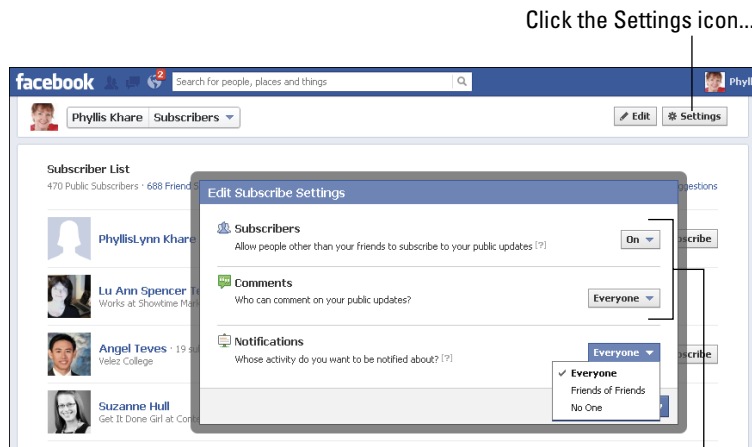 Click the Settings icon...
facebook 2 Search for people, places and things
Phyllis Khare Subscribers Edit Settings
Subscriber List
470 Public Subscribers · 688 Friend
Edit Subscribe Settings
Subscribers
Allow people other than your friends to subscribe to your public updates [?]
On
PhyllisLynn Khare
Comments
Who can comment on your public updates?
Everyone
Lu Ann Spencer
Works at Showtime
Notifications
Whose activity do you want to be notified about? [?]
Everyone
Angel Teves · 19
Velez College
Everyone
Friends of Friends
No One
Suzanne Hull
Get It Done Girl at